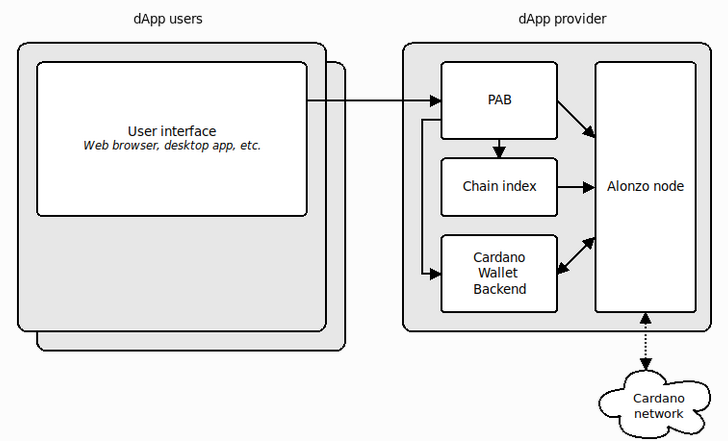 dApp users
dApp provider
User interface
Web browser, desktop app, etc.
PAB
Chain index
Alonzo node
Cardano
Wallet
Backend
Cardano
network